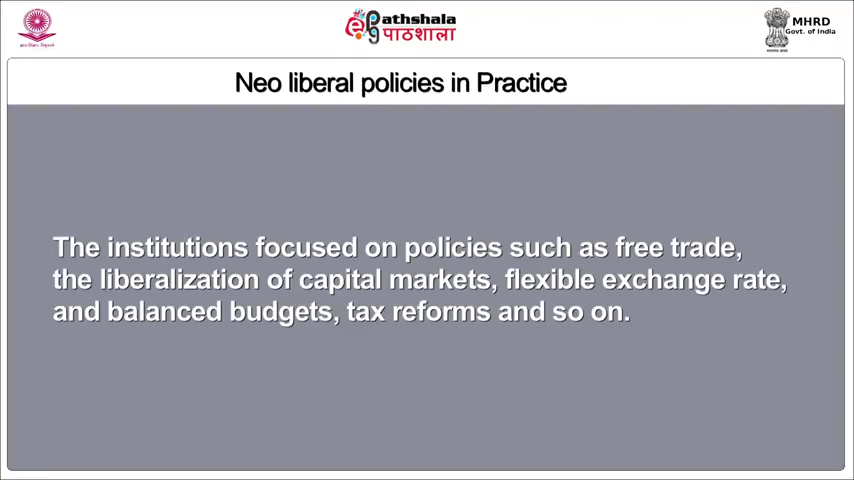 ePathshala
पाठशाला
MHRD
Govt. of India
Neo liberal policies in Practice
The institutions focused on policies such as free trade,
the liberalization of capital markets, flexible exchange rate,
and balanced budgets, tax reforms and so on.